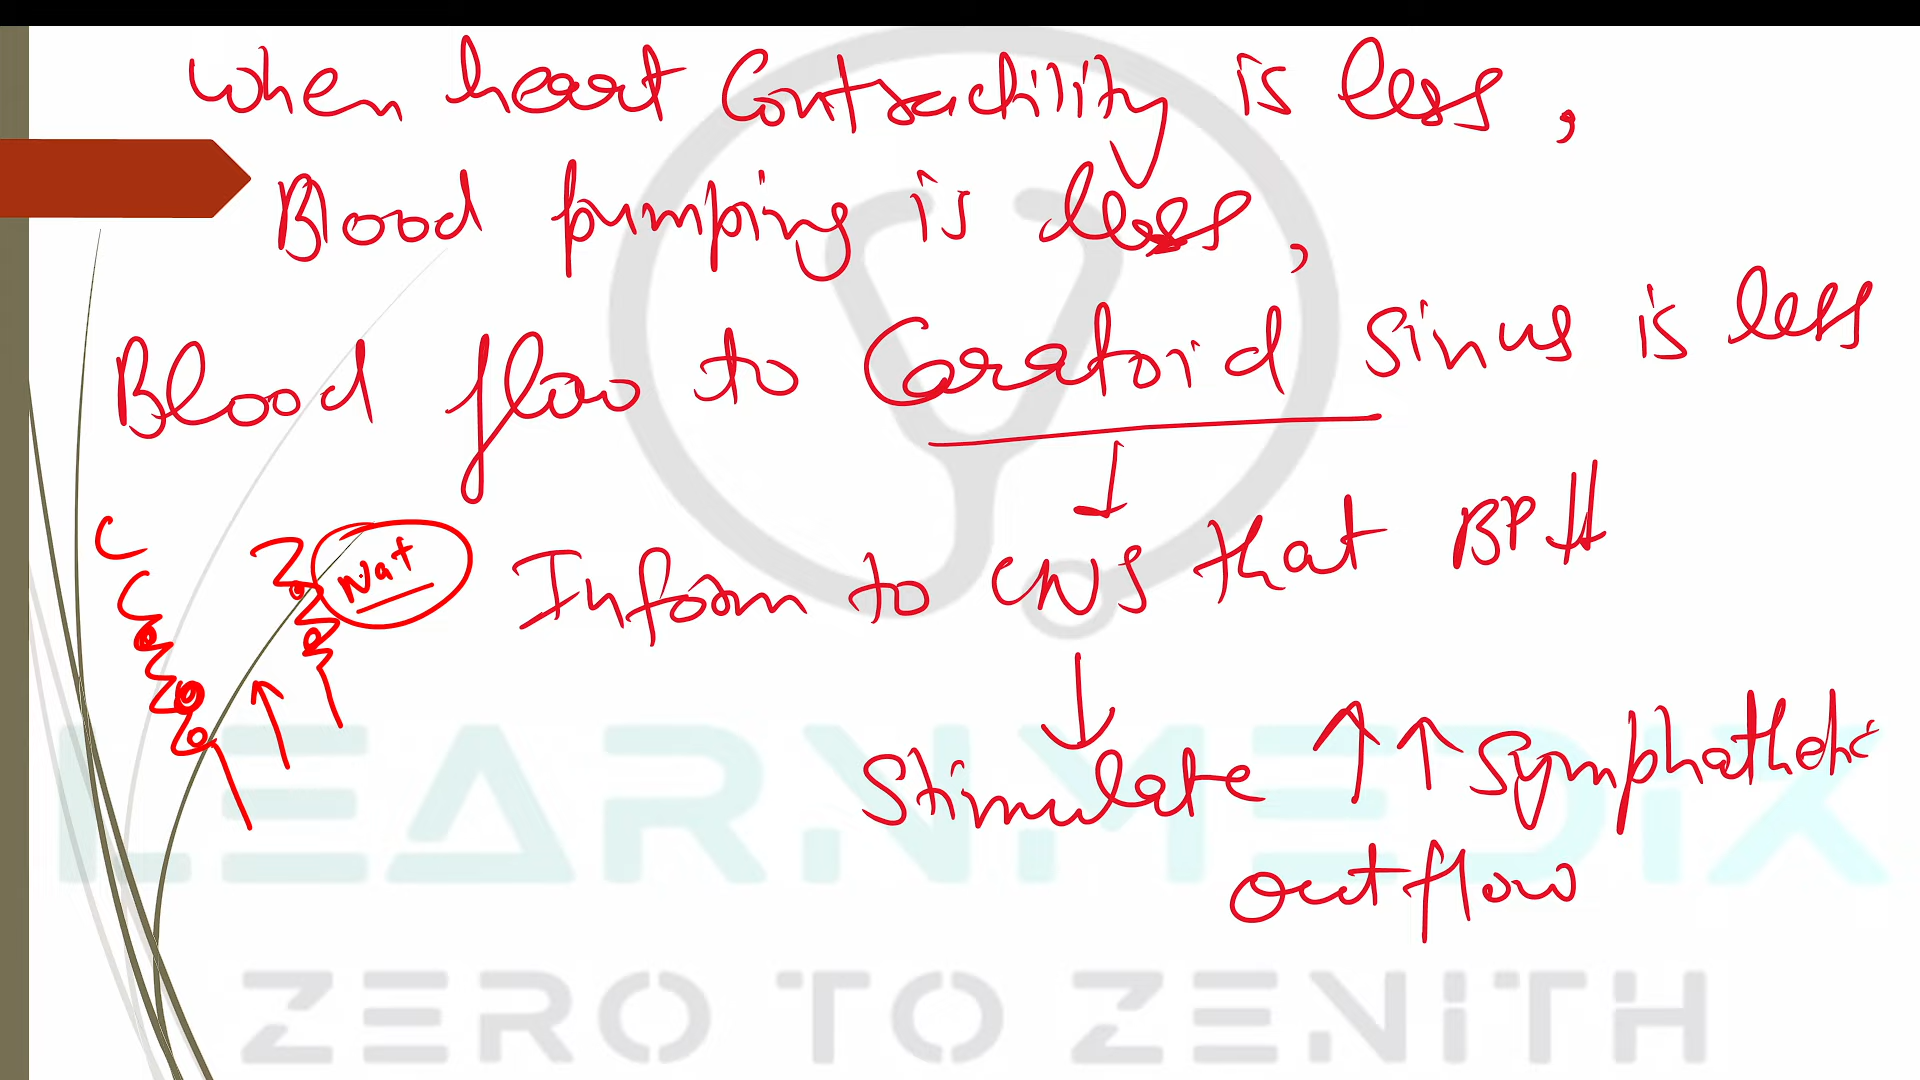 When heart Contractility is less,
Blood pumping is less,
Blood flow to Caratoid sinus is less
↓
Nat
Inform to CNS that BP ↓↓
↓
Stimulate ↑↑ Symphathetic
outflow
LEARNMEDIX
ZERO TO ZENITH